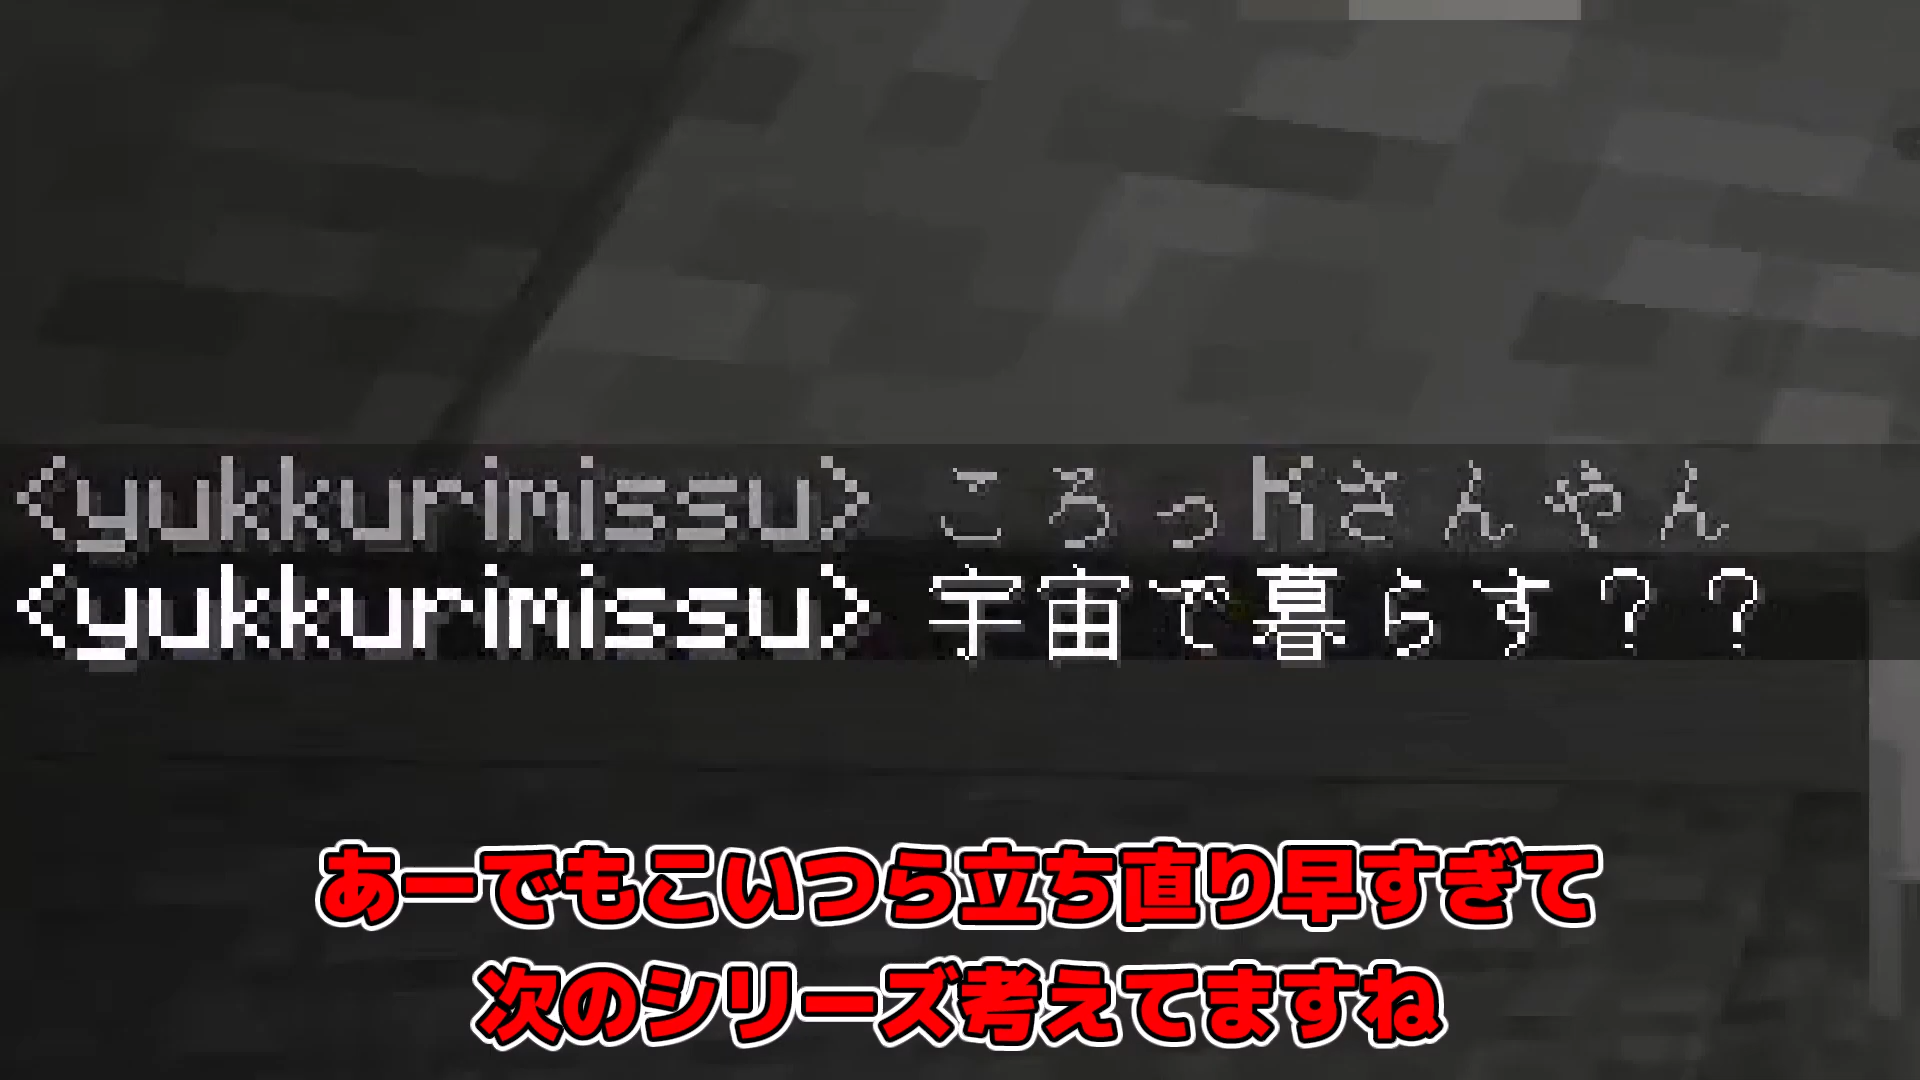 <yukkurimissu> ころっKさんやん
<yukkurimissu> 宇宙で暮らす？？
あーでもこいつら立ち直り早すぎて
次のシリーズ考えてますね